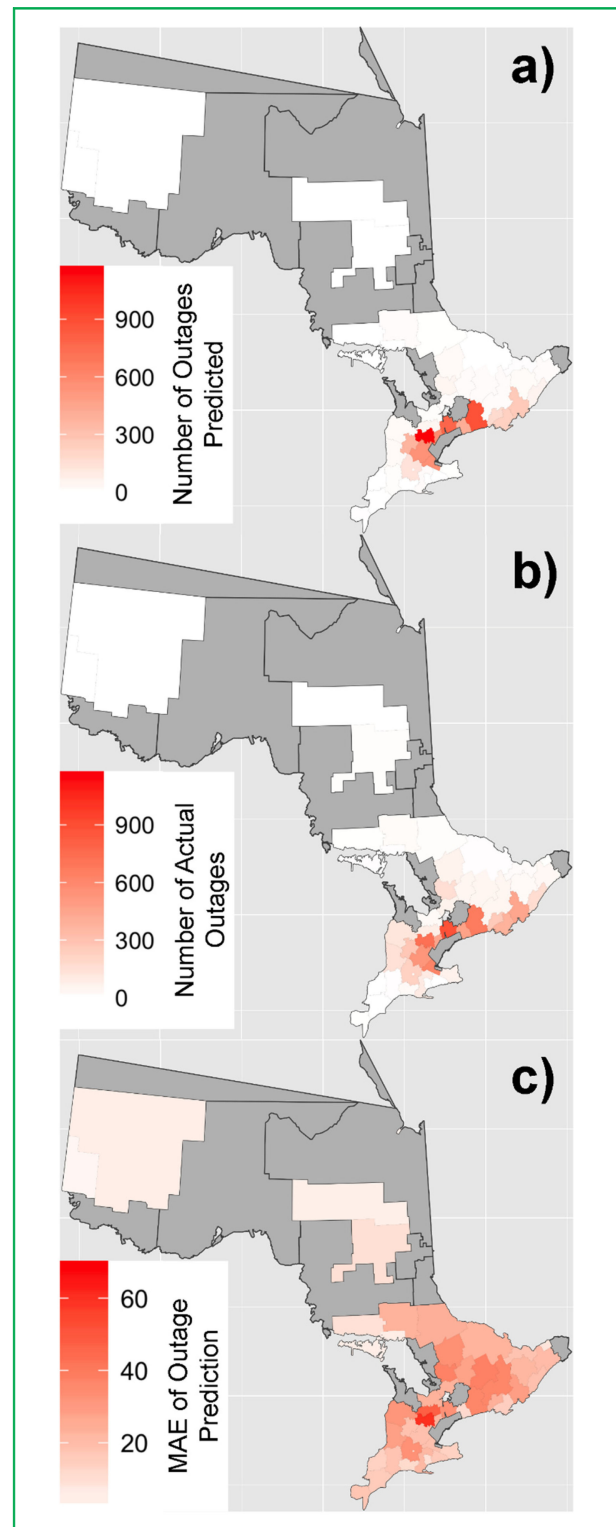 a)
900
600
300
0
Number of Outages
Predicted
b)
900
600
300
0
Number of Actual
Outages
c)
60
40
20
MAE of Outage
Prediction